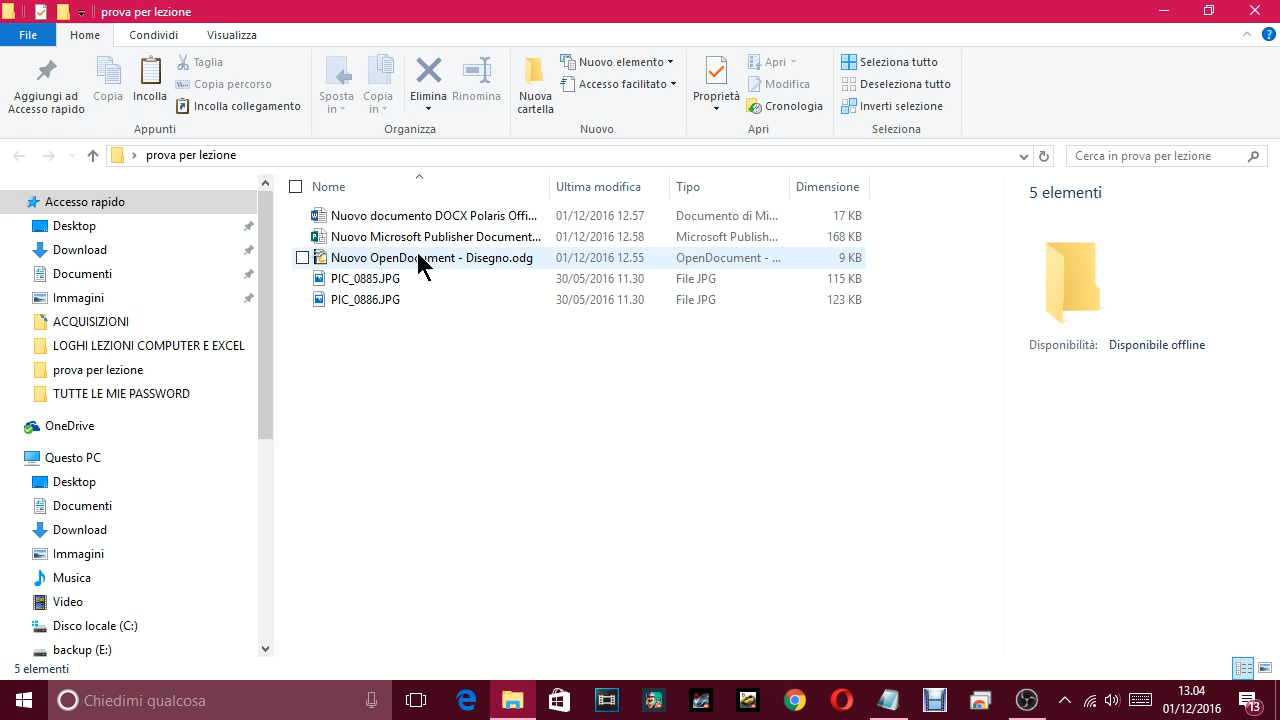 prova per lezione
File Home Condividi Visualizza
Aggiungi ad Accesso rapido
Copia
Incolla
Taglia
Copia percorso
Incolla collegamento
Appunti
Sposta in
Copia in
Elimina
Rinomina
Organizza
Nuova cartella
Nuovo elemento
Accesso facilitato
Nuovo
Proprietà
Apri
Modifica
Cronologia
Apri
Seleziona tutto
Deseleziona tutto
Inverti selezione
Seleziona
prova per lezione
Cerca in prova per lezione
Accesso rapido
Desktop
Download
Documenti
Immagini
ACQUISIZIONI
LOGHI LEZIONI COMPUTER E EXCEL
prova per lezione
TUTTE LE MIE PASSWORD
OneDrive
Questo PC
Desktop
Documenti
Download
Immagini
Musica
Video
Disco locale (C:)
backup (E:)
Nome Ultima modifica Tipo Dimensione
Nuovo documento DOCX Polaris Offi... 01/12/2016 12.57 Documento di Mi... 17 KB
Nuovo Microsoft Publisher Document... 01/12/2016 12.58 Microsoft Publish... 168 KB
Nuovo OpenDocument - Disegno.odg 01/12/2016 12.55 OpenDocument - ... 9 KB
PIC_0885.JPG 30/05/2016 11.30 File JPG 115 KB
PIC_0886.JPG 30/05/2016 11.30 File JPG 123 KB
5 elementi
Disponibilità: Disponibile offline
5 elementi
Chiedimi qualcosa
13.04
01/12/2016
13